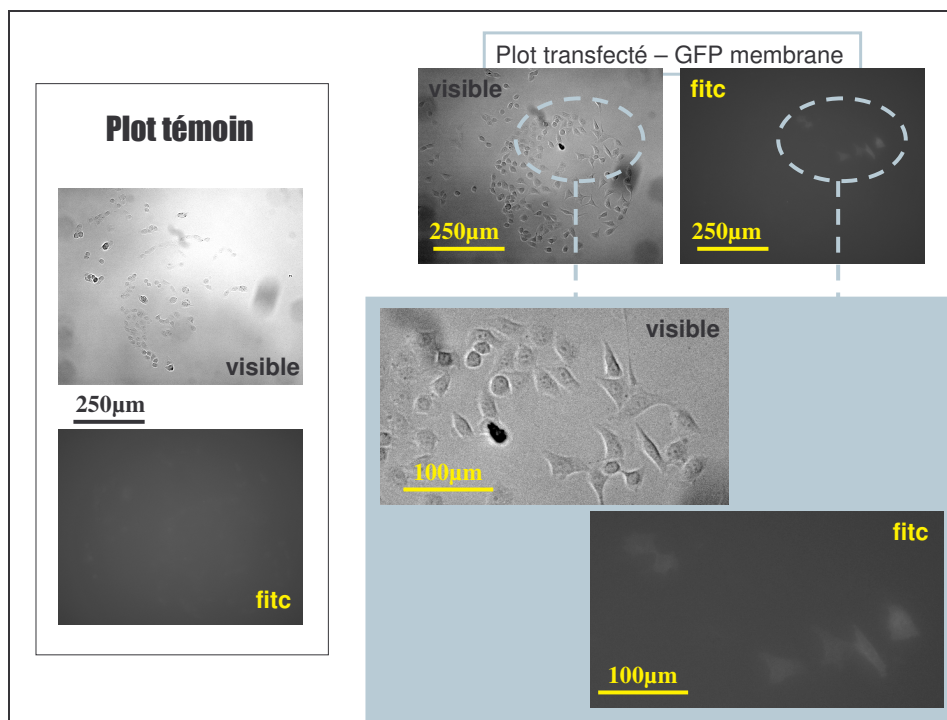 Plot témoin
visible
250µm
fitc
Plot transfecté – GFP membrane
visible
250µm
fitc
250µm
visible
100µm
fitc
100µm